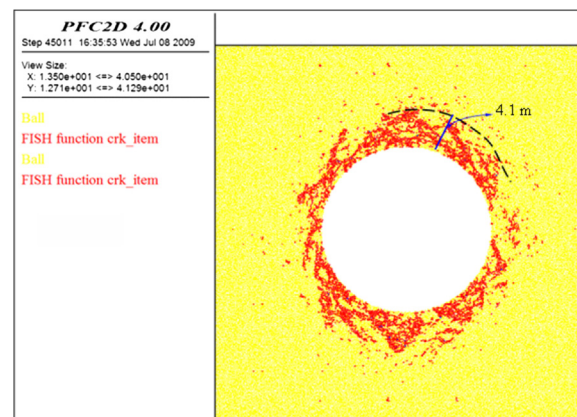 PFC2D 4.00
Step 45011 16:35:53 Wed Jul 08 2009
View Size:
X: 1.350e+001 <=> 4.050e+001
Y: 1.271e+001 <=> 4.129e+001
Ball
FISH function crk_item
Ball
FISH function crk_item
4.1 m